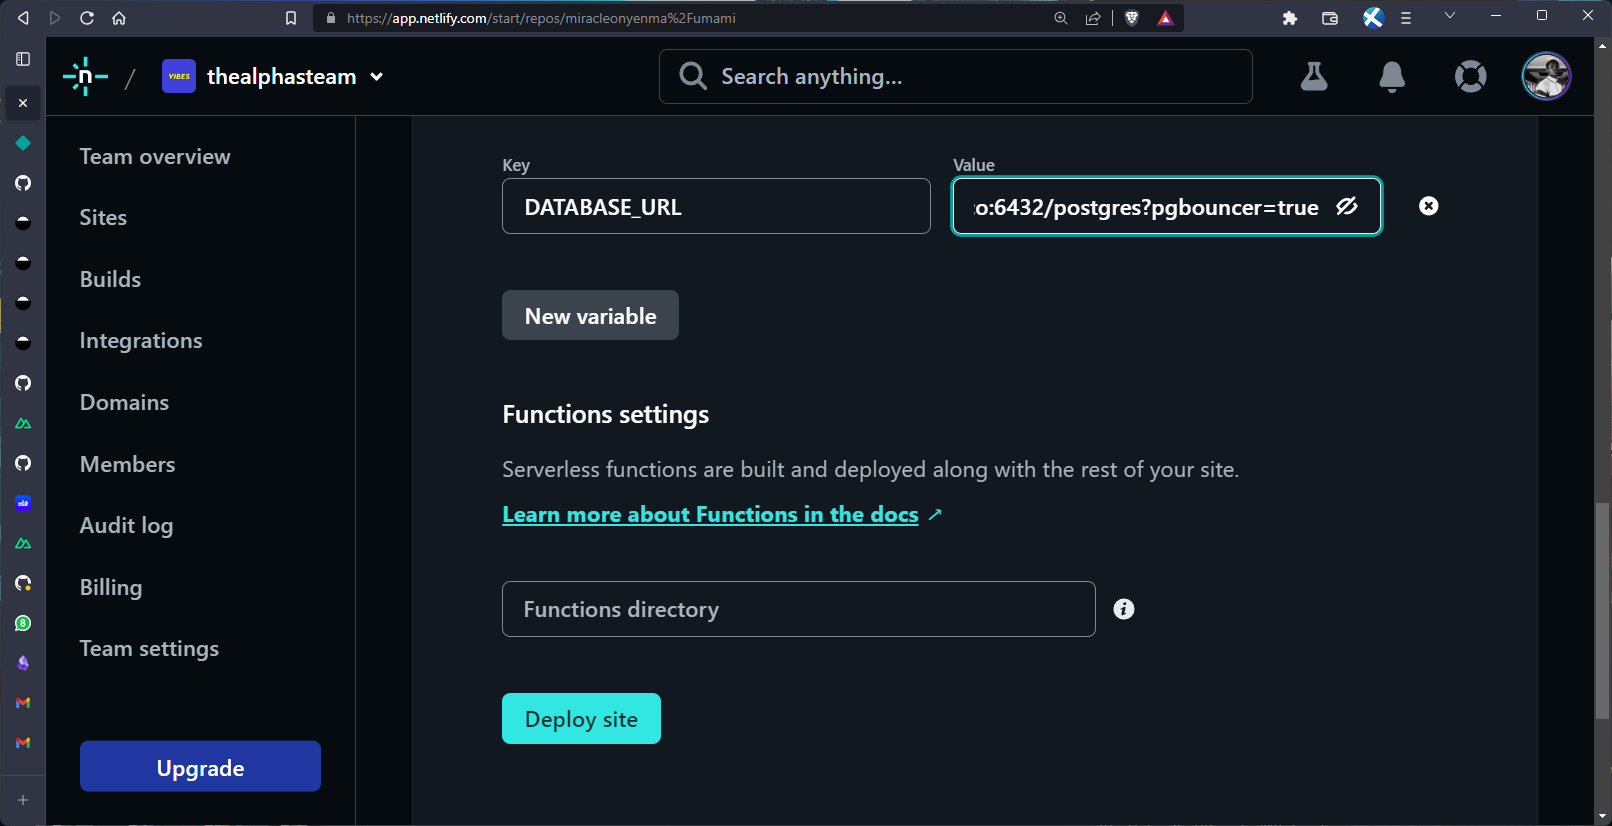 https://app.netlify.com/start/repos/miracleonyenma%2Fumami
n
/
VIBES
thealphasteam
Search anything...
Team overview
Sites
Builds
Integrations
Domains
Members
Audit log
Billing
Team settings
Upgrade
Key
Value
DATABASE_URL
:o:6432/postgres?pgbouncer=true
New variable
Functions settings
Serverless functions are built and deployed along with the rest of your site.
Learn more about Functions in the docs ↗
Functions directory
Deploy site
8